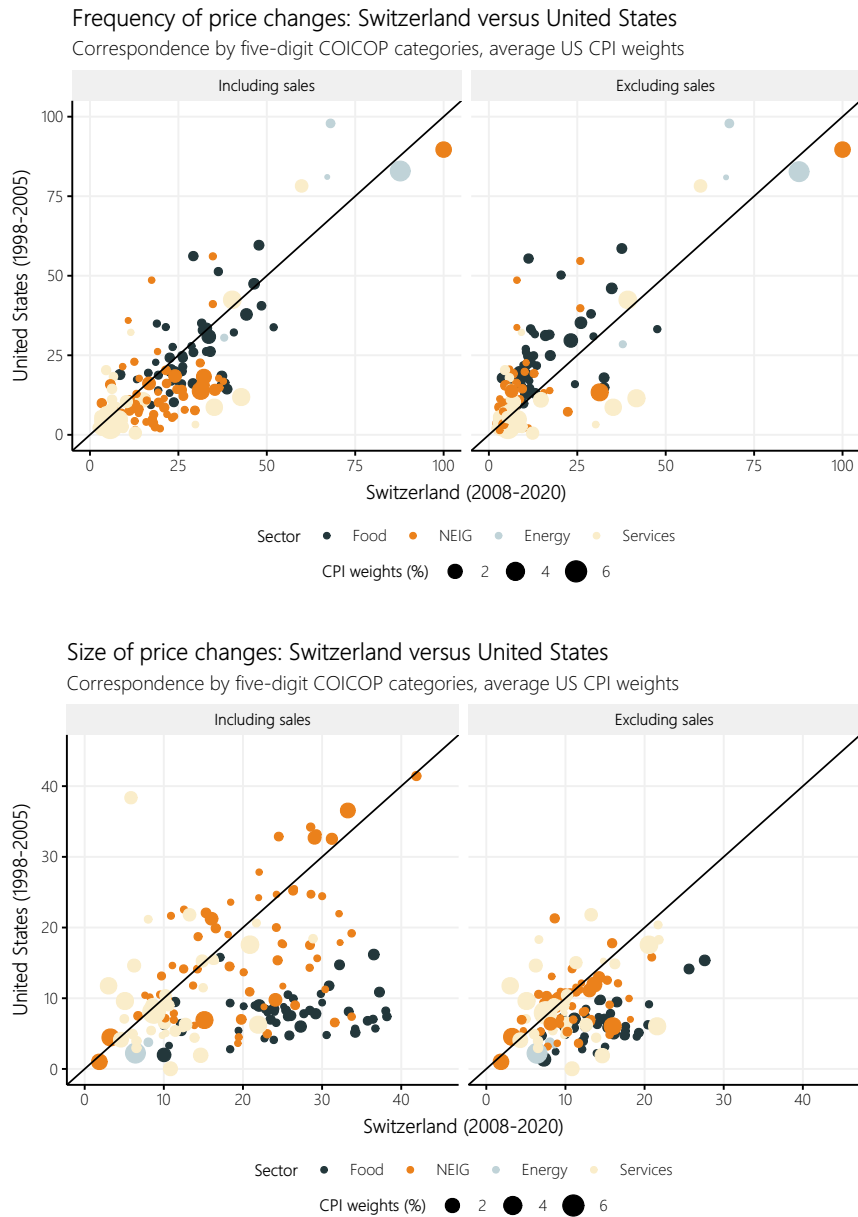 Frequency of price changes: Switzerland versus United States
Correspondence by five-digit COICOP categories, average US CPI weights
Including sales
Excluding sales
United States (1998-2005)
100
75
50
25
0
0 25 50 75 100
0 25 50 75 100
Switzerland (2008-2020)
Sector Food NEIG Energy Services
CPI weights (%) 2 4 6
Size of price changes: Switzerland versus United States
Correspondence by five-digit COICOP categories, average US CPI weights
Including sales
Excluding sales
United States (1998-2005)
40
30
20
10
0
0 10 20 30 40
0 10 20 30 40
Switzerland (2008-2020)
Sector Food NEIG Energy Services
CPI weights (%) 2 4 6